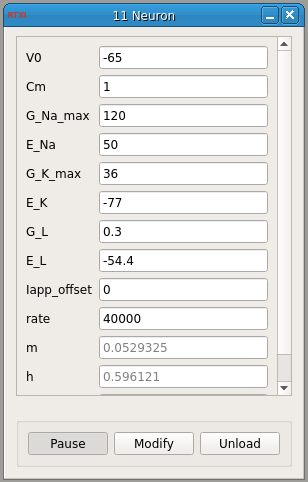 RTXI 11 Neuron
V0 -65
Cm 1
G_Na_max 120
E_Na 50
G_K_max 36
E_K -77
G_L 0.3
E_L -54.4
Iapp_offset 0
rate 40000
m 0.0529325
h 0.596121
Pause Modify Unload